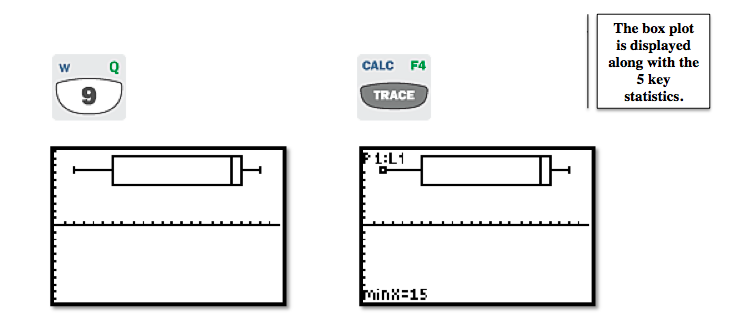 The box plot
is displayed
along with the
5 key
statistics.
W Q
9
CALC F4
TRACE
P1:L1
minX=15